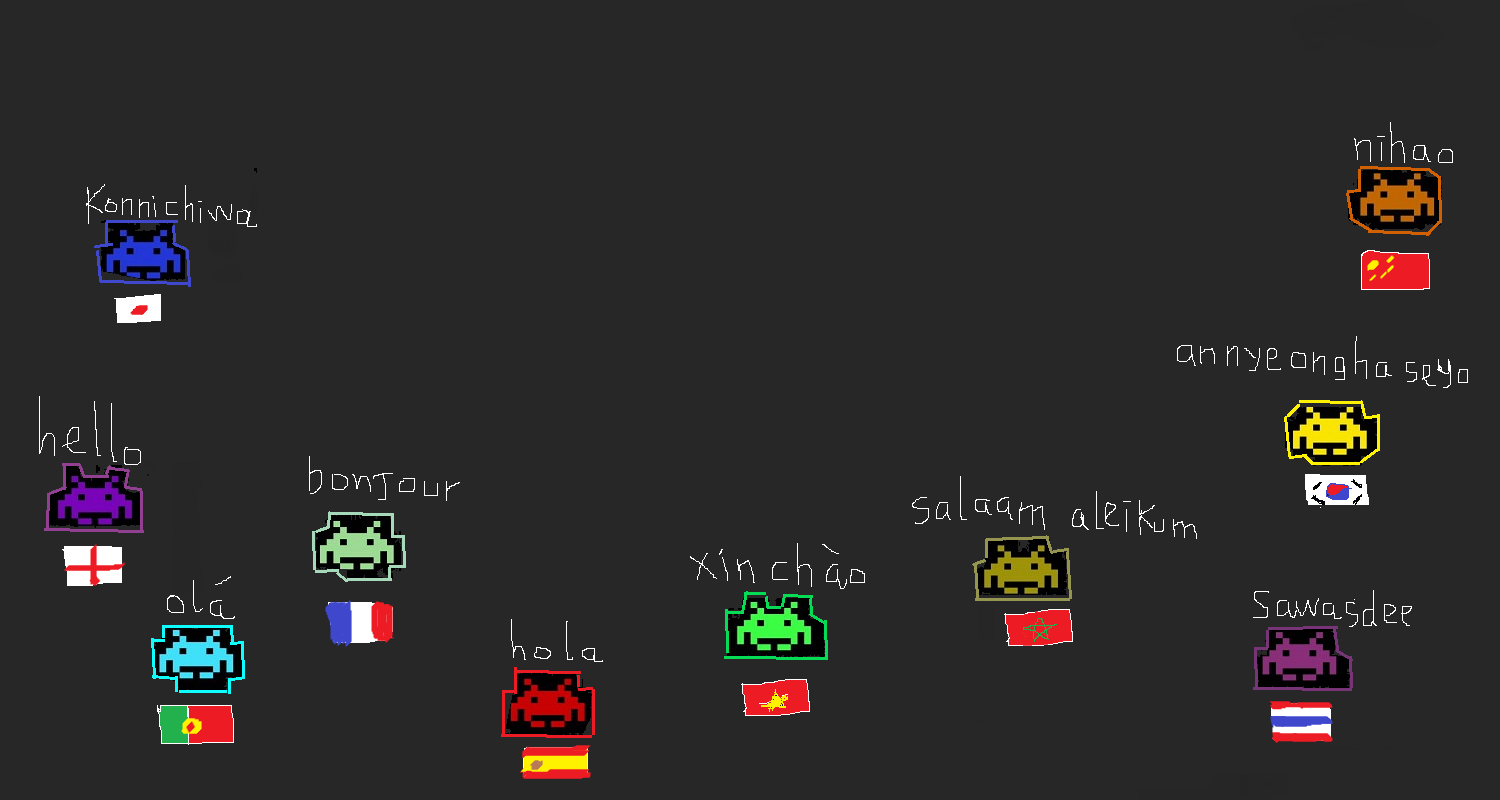 nihao
Konnichiwa
annyeonghaseyo
hello
bonjour
salaam aleikum
xin chào
olá
sawasdee
hola